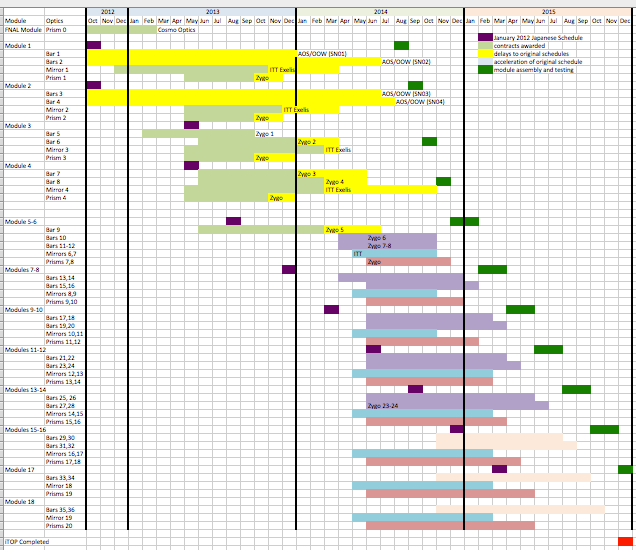 2012 2013 2014 2015
Module Optics Oct Nov Dec Jan Feb Mar Apr May Jun Jul Aug Sep Oct Nov Dec Jan Feb Mar Apr May Jun Jul Aug Sep Oct Nov Dec Jan Feb Mar Apr May Jun Jul Aug Sep Oct Nov Dec
FNAL Module Prism 0 Cosmo Optics
January 2012 Japanese Schedule
Module 1 contracts awarded
Bar 1 AOS/OOW (SN01) delays to original schedules
Bars 2 AOS/OOW (SN02) acceleration of original schedule
Mirror 1 ITT Exelis module assembly and testing
Prism 1 Zygo
Module 2
Bars 3 AOS/OOW (SN03)
Bar 4 AOS/OOW (SN04)
Mirror 2 ITT Exelis
Prism 2 Zygo
Module 3
Bar 5 Zygo 1
Bar 6 Zygo 2
Mirror 3 ITT Exelis
Prism 3 Zygo
Module 4
Bar 7 Zygo 3
Bar 8 Zygo 4
Mirror 4 ITT Exelis
Prism 4 Zygo
Module 5-6
Bar 9 Zygo 5
Bars 10 Zygo 6
Bars 11-12 Zygo 7-8
Mirrors 6,7 ITT
Prisms 7,8 Zygo
Modules 7-8
Bars 13,14
Bars 15,16
Mirrors 8,9
Prisms 9,10
Modules 9-10
Bars 17,18
Bars 19,20
Mirrors 10,11
Prisms 11,12
Modules 11-12
Bars 21,22
Bars 23,24
Mirrors 12,13
Prisms 13,14
Modules 13-14
Bars 25, 26
Bars 27,28 Zygo 23-24
Mirrors 14,15
Prisms 15,16
Modules 15-16
Bars 29,30
Bars 31,32
Mirrors 16,17
Prisms 17,18
Module 17
Bars 33,34
Mirror 18
Prisms 19
Module 18
Bars 35,36
Mirror 19
Prisms 20
iTOP Completed